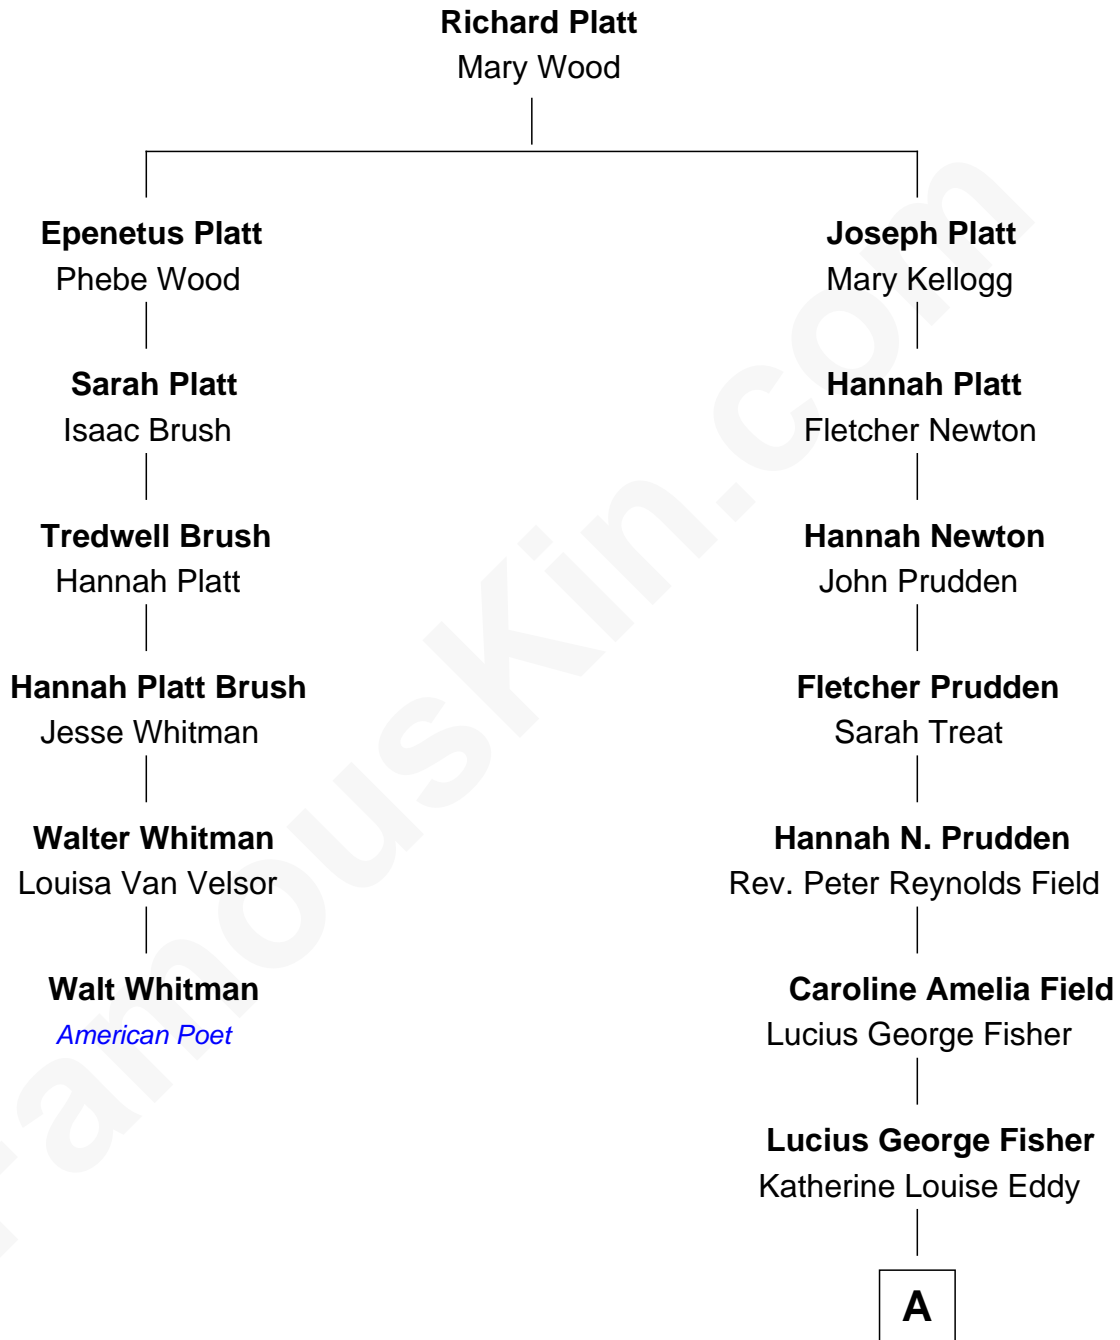 Richard Platt
Mary Wood
Epenetus Platt
Phebe Wood
Sarah Platt
Isaac Brush
Tredwell Brush
Hannah Platt
Hannah Platt Brush
Jesse Whitman
Walter Whitman
Louisa Van Velsor
Walt Whitman
American Poet
Joseph Platt
Mary Kellogg
Hannah Platt
Fletcher Newton
Hannah Newton
John Prudden
Fletcher Prudden
Sarah Treat
Hannah N. Prudden
Rev. Peter Reynolds Field
Caroline Amelia Field
Lucius George Fisher
Lucius George Fisher
Katherine Louise Eddy
A
FamousKin.com